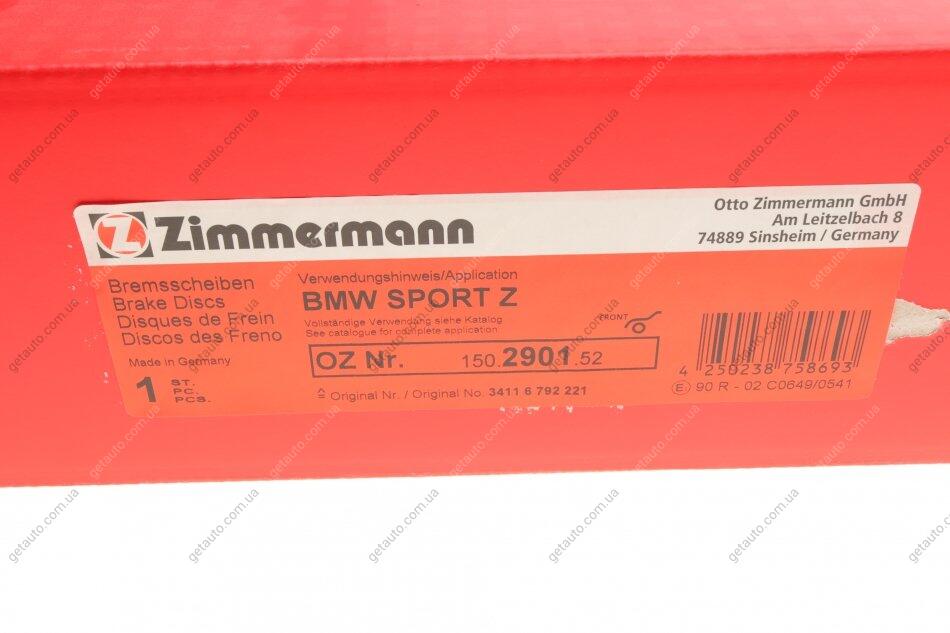 Z Zimmermann
Otto Zimmermann GmbH
Am Leitzelbach 8
74889 Sinsheim / Germany
Bremsscheiben
Brake Discs
Disques de Frein
Discos des Freno
Made in Germany
1 ST.
PC.
PCS.
Verwendungshinweis/Application
BMW SPORT Z
Vollständige Verwendung siehe Katalog
See catalogue for complete application
FRONT
OZ Nr. 150.2901.52
Original Nr. / Original No. 3411 6 792 221
4 250238 758693
E 90 R - 02 C0649/0541
getauto.com.ua